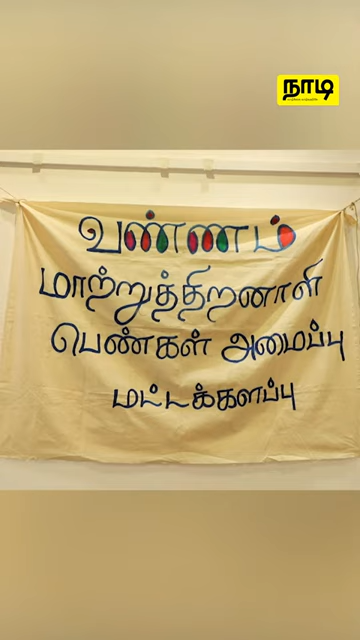 நாடி
வண்ணம்
மாற்றுத்திறனாளி
பெண்கள் அமைப்பு
மட்டக்களப்பு